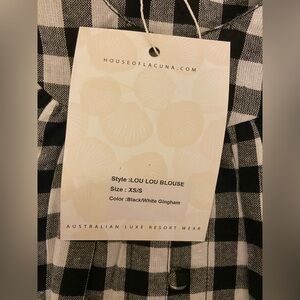 HOUSEOFLACUNA.COM
Style :LOU LOU BLOUSE
Size : XS/S
Color :Black/White Gingham
AUSTRALIAN LUXE RESORT WEAR